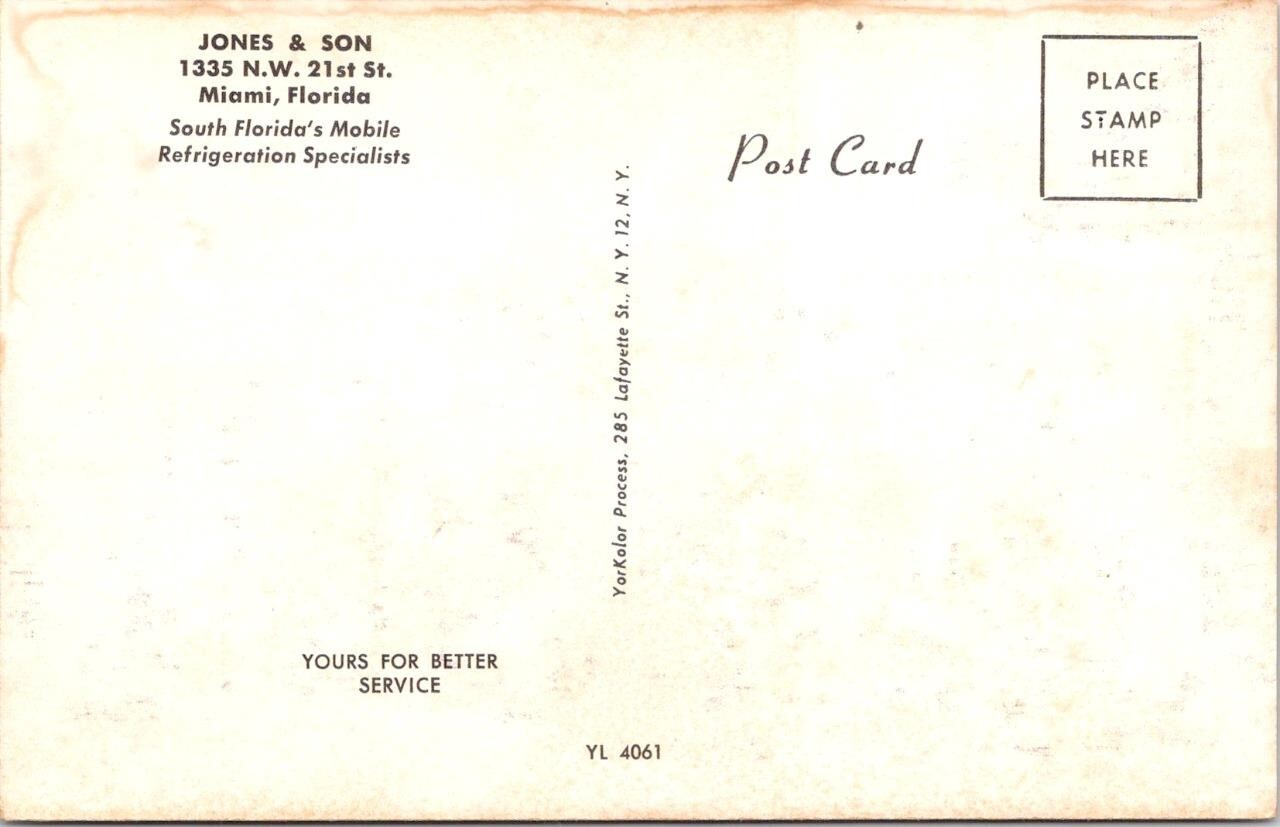 JONES & SON
1335 N.W. 21st St.
Miami, Florida
South Florida's Mobile
Refrigeration Specialists
YOURS FOR BETTER
SERVICE
YorKolor Process, 285 Lafayette St., N. Y. 12, N. Y.
YL 4061
Post Card
PLACE
STAMP
HERE